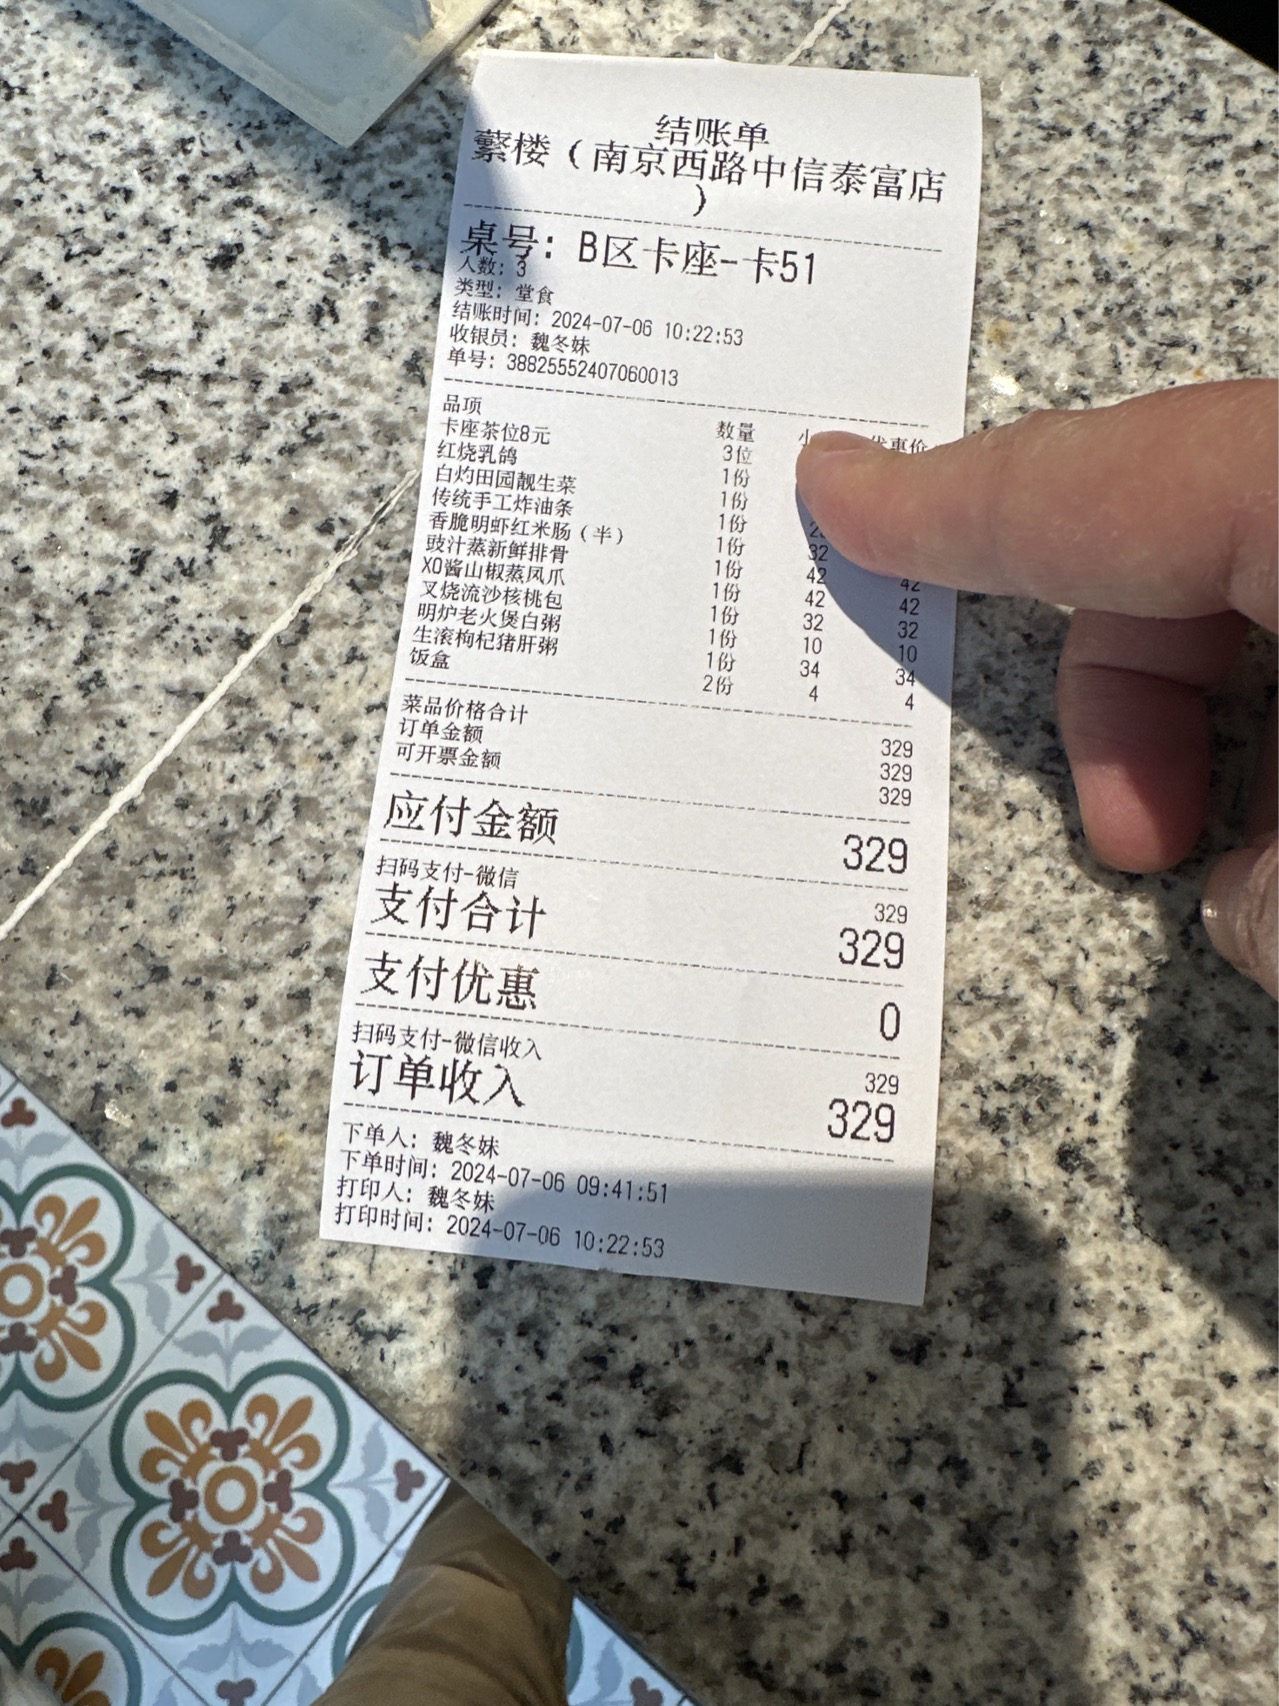 结账单
蘩楼（南京西路中信泰富店
）
桌号: B区卡座-卡51
人数: 3
类型: 堂食
结账时间: 2024-07-06 10:22:53
收银员: 魏冬妹
单号: 38825552407060013
品项 数量 优惠价
卡座茶位8元 3位
红烧乳鸽 1份
白灼田园靓生菜 1份
传统手工炸油条 1份
香脆明虾红米肠（半） 1份 32
豉汁蒸新鲜排骨 1份 42 42
XO酱山椒蒸凤爪 1份 42 42
叉烧流沙核桃包 1份 32 32
明炉老火煲白粥 1份 10 10
生滚枸杞猪肝粥 1份 34 34
饭盒 2份 4 4
菜品价格合计 329
订单金额 329
可开票金额 329
应付金额 329
扫码支付-微信 329
支付合计 329
支付优惠 0
扫码支付-微信收入 329
订单收入 329
下单人: 魏冬妹
下单时间: 2024-07-06 09:41:51
打印人: 魏冬妹
打印时间: 2024-07-06 10:22:53